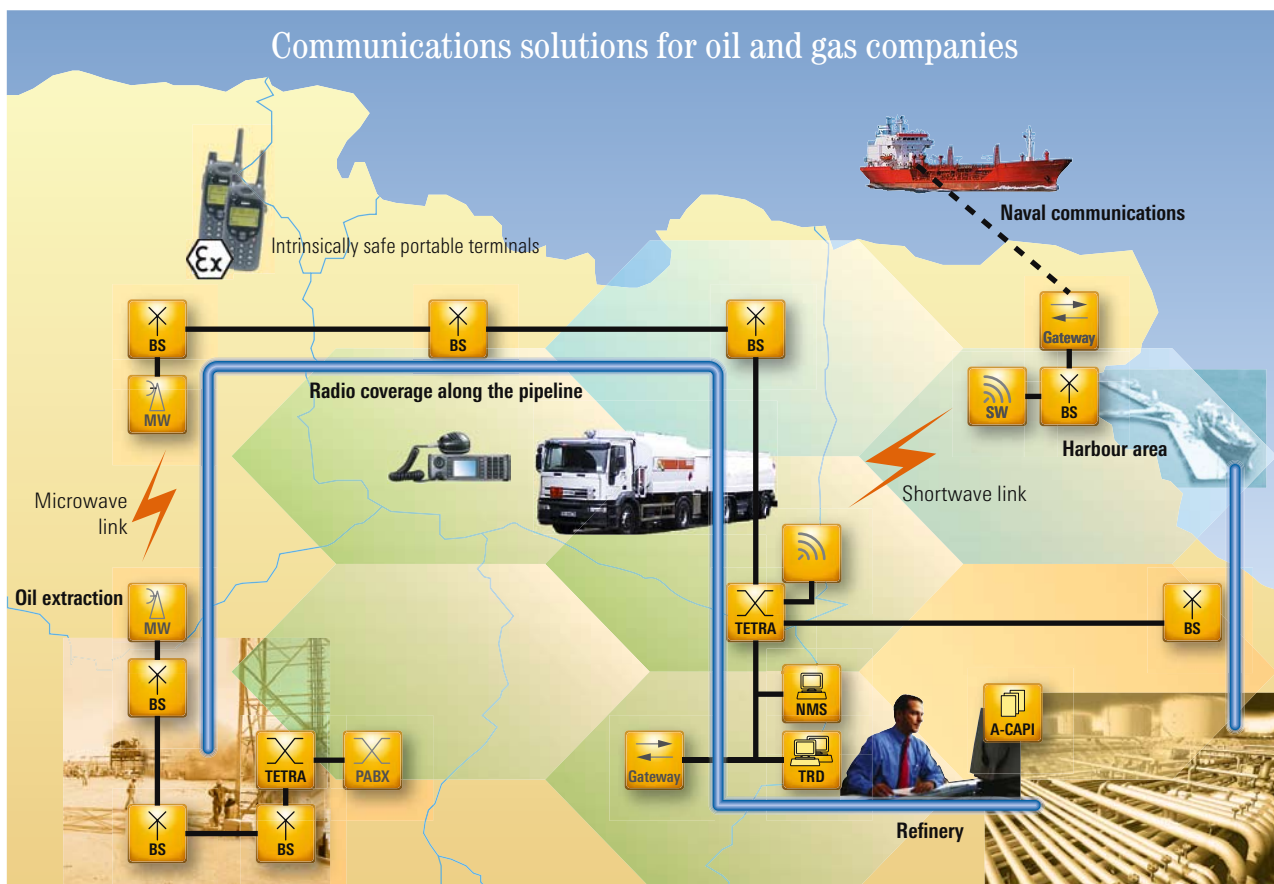 Communications solutions for oil and gas companies
Naval communications
Intrinsically safe portable terminals
Ex
BS
BS
BS
Gateway
MW
Radio coverage along the pipeline
SW
BS
Harbour area
Microwave
link
Shortwave link
Oil extraction
MW
TETRA
BS
BS
NMS
A-CAPI
TETRA
PABX
Gateway
TRD
BS
BS
Refinery